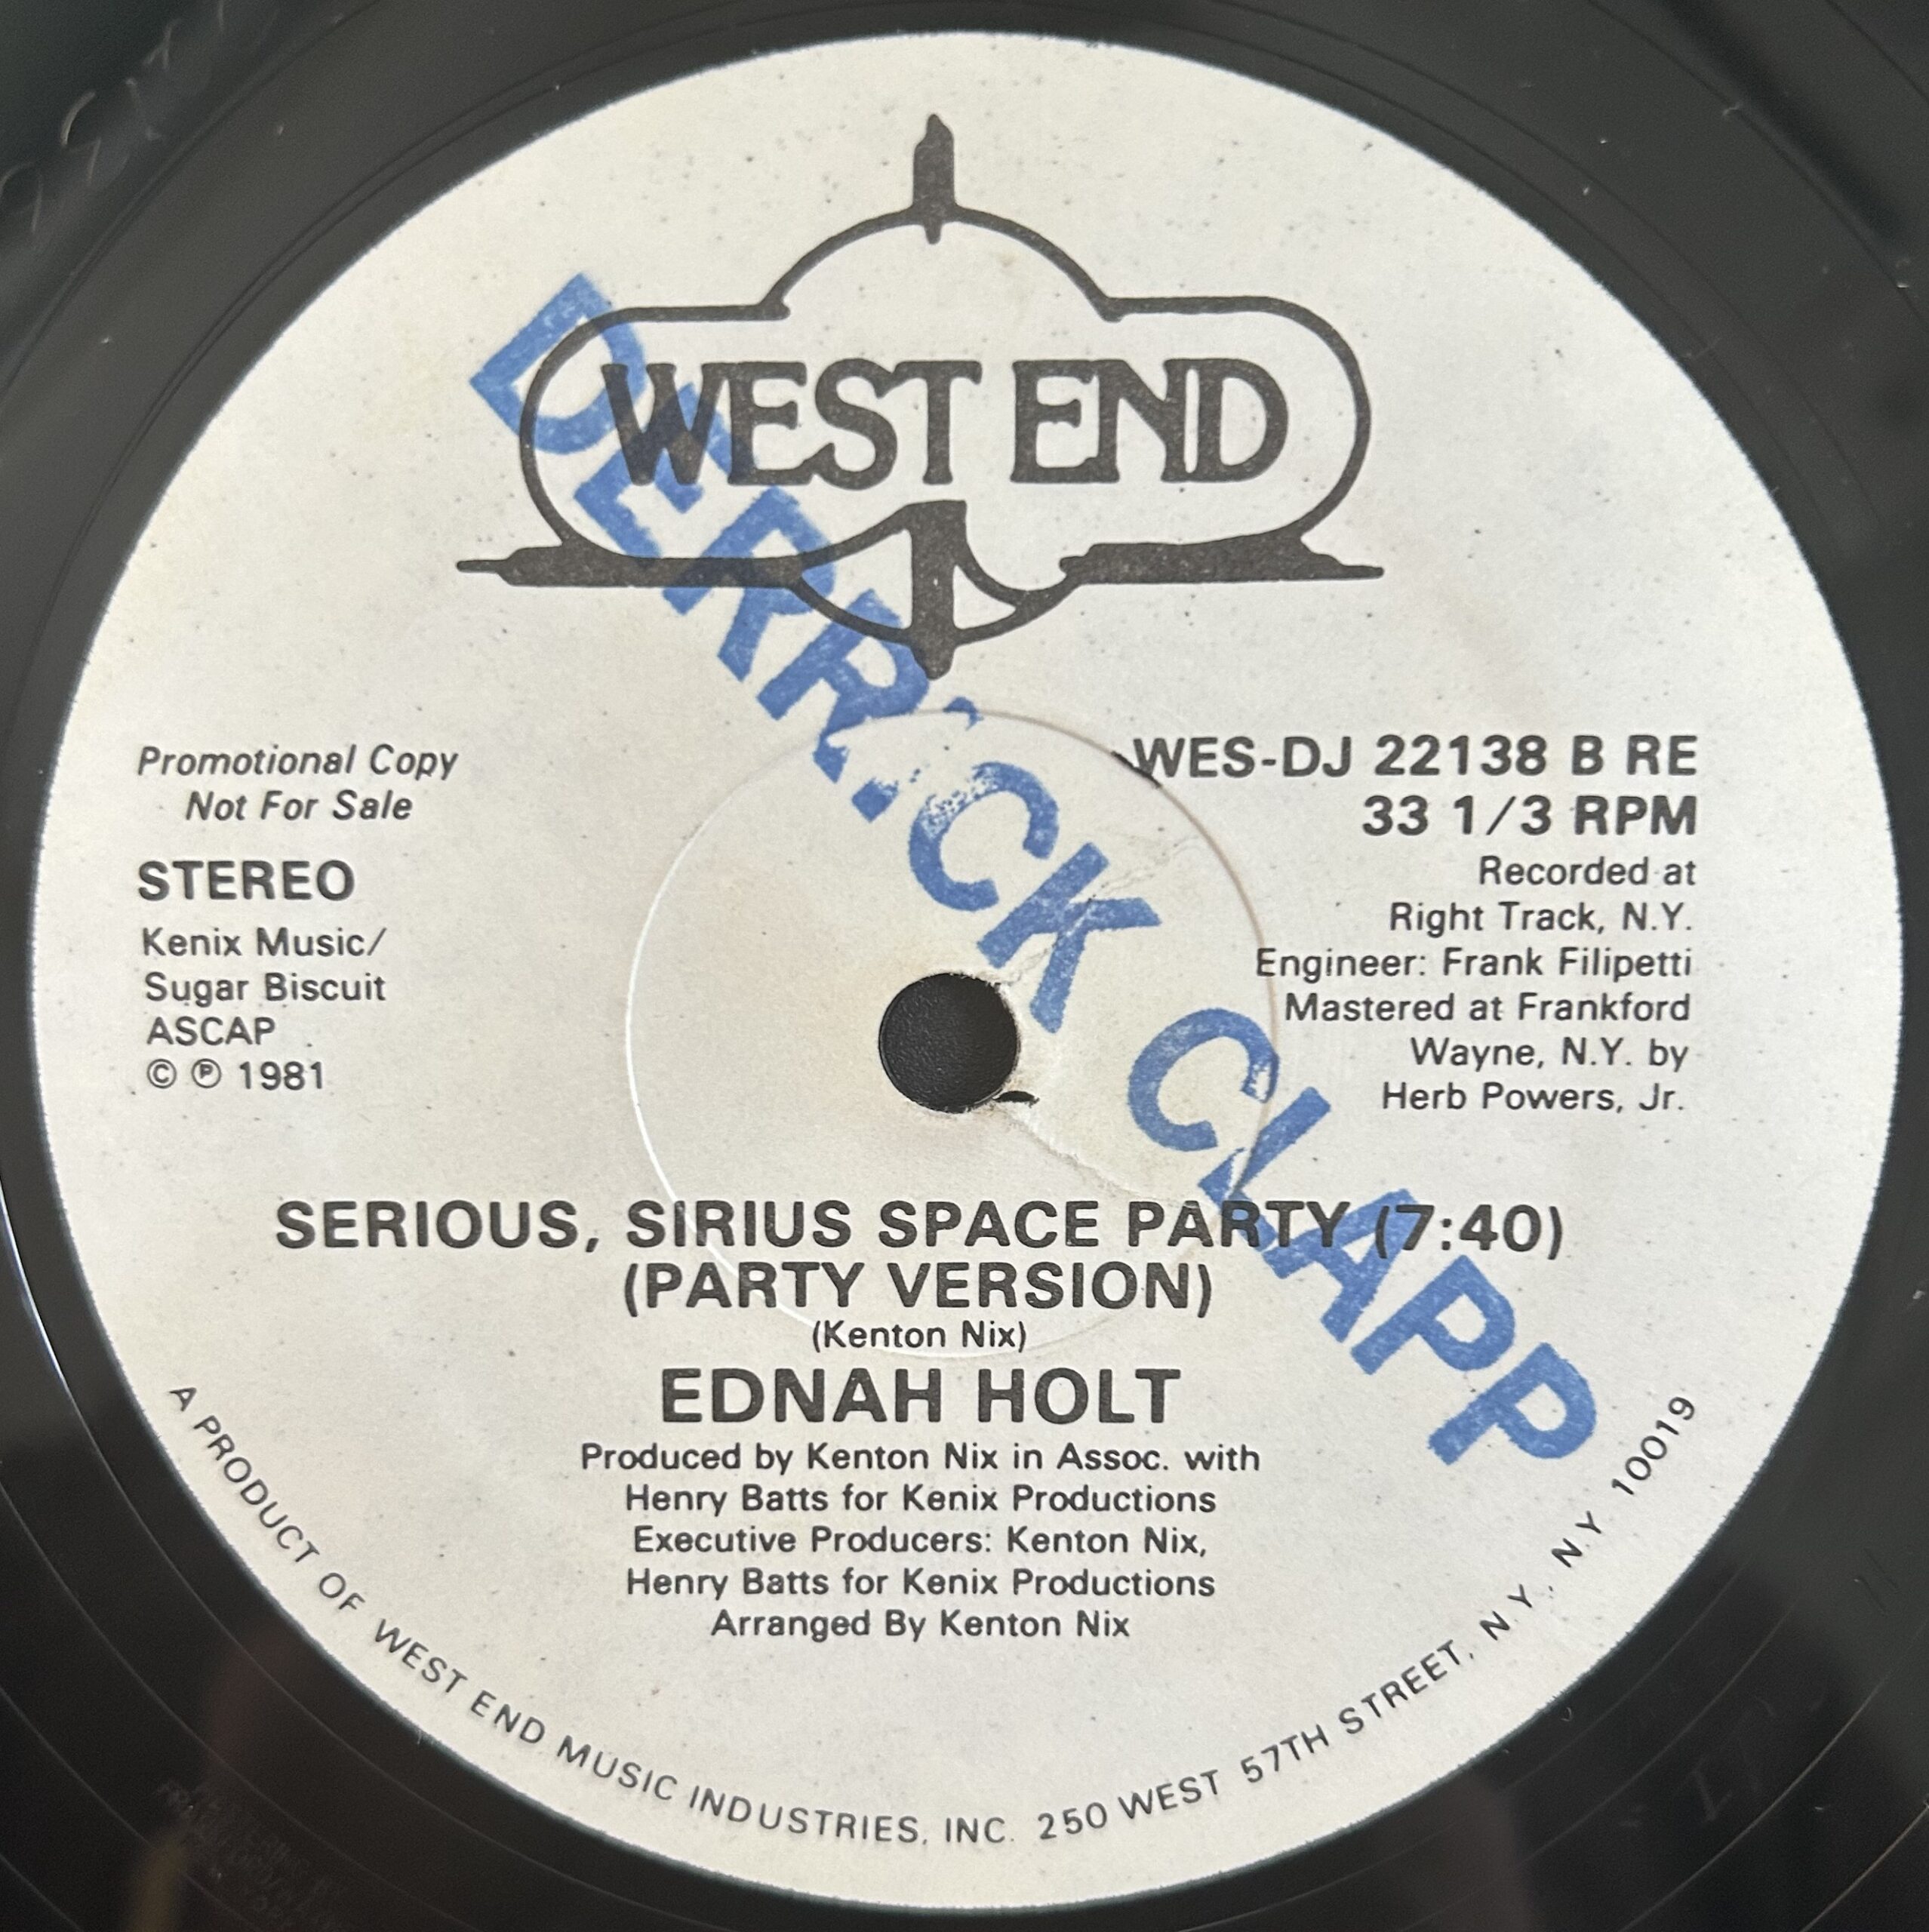 WEST END
DERRICK CLAPP
Promotional Copy
Not For Sale
STEREO
Kenix Music/
Sugar Biscuit
ASCAP
© ℗ 1981
WES-DJ 22138 B RE
33 1/3 RPM
Recorded at
Right Track, N.Y.
Engineer: Frank Filipetti
Mastered at Frankford
Wayne, N.Y. by
Herb Powers, Jr.
SERIOUS, SIRIUS SPACE PARTY (7:40)
(PARTY VERSION)
(Kenton Nix)
EDNAH HOLT
Produced by Kenton Nix in Assoc. with
Henry Batts for Kenix Productions
Executive Producers: Kenton Nix,
Henry Batts for Kenix Productions
Arranged By Kenton Nix
A PRODUCT OF WEST END MUSIC INDUSTRIES, INC. 250 WEST 57TH STREET, N.Y., N.Y. 10019